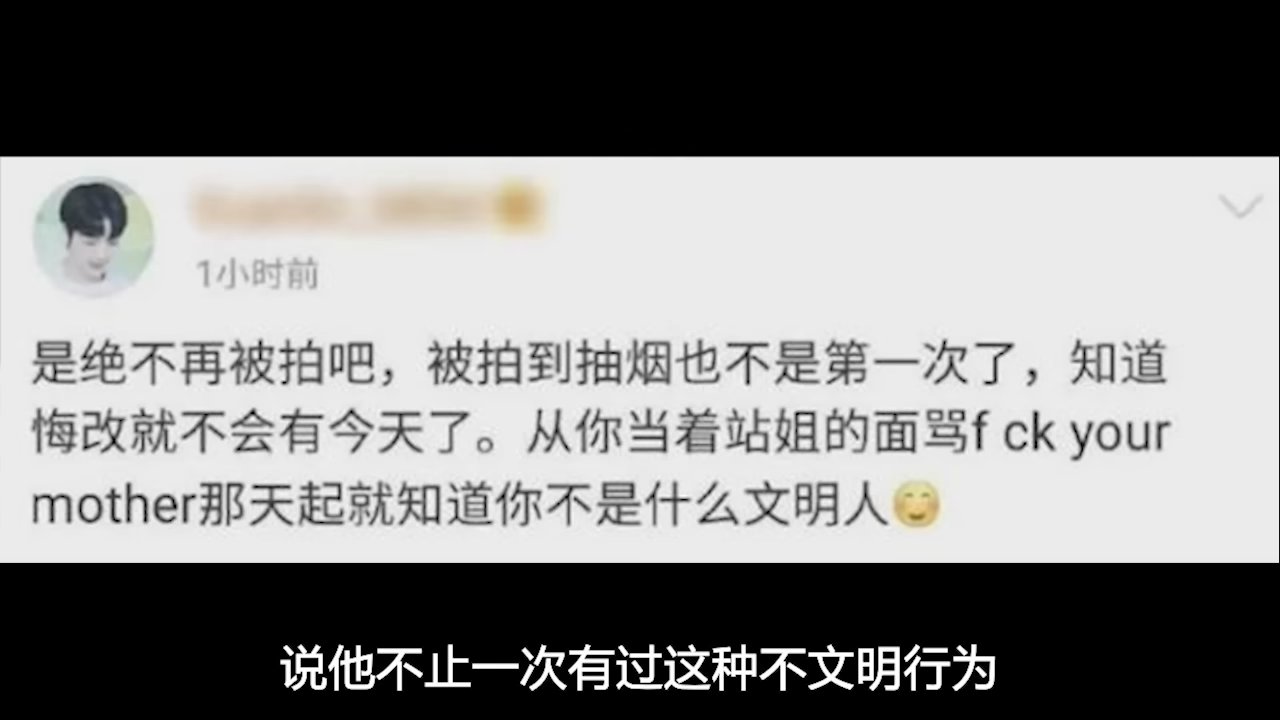 1小时前
是绝不再被拍吧，被拍到抽烟也不是第一次了，知道
悔改就不会有今天了。从你当着站姐的面骂f ck your
mother那天起就知道你不是什么文明人
说他不止一次有过这种不文明行为